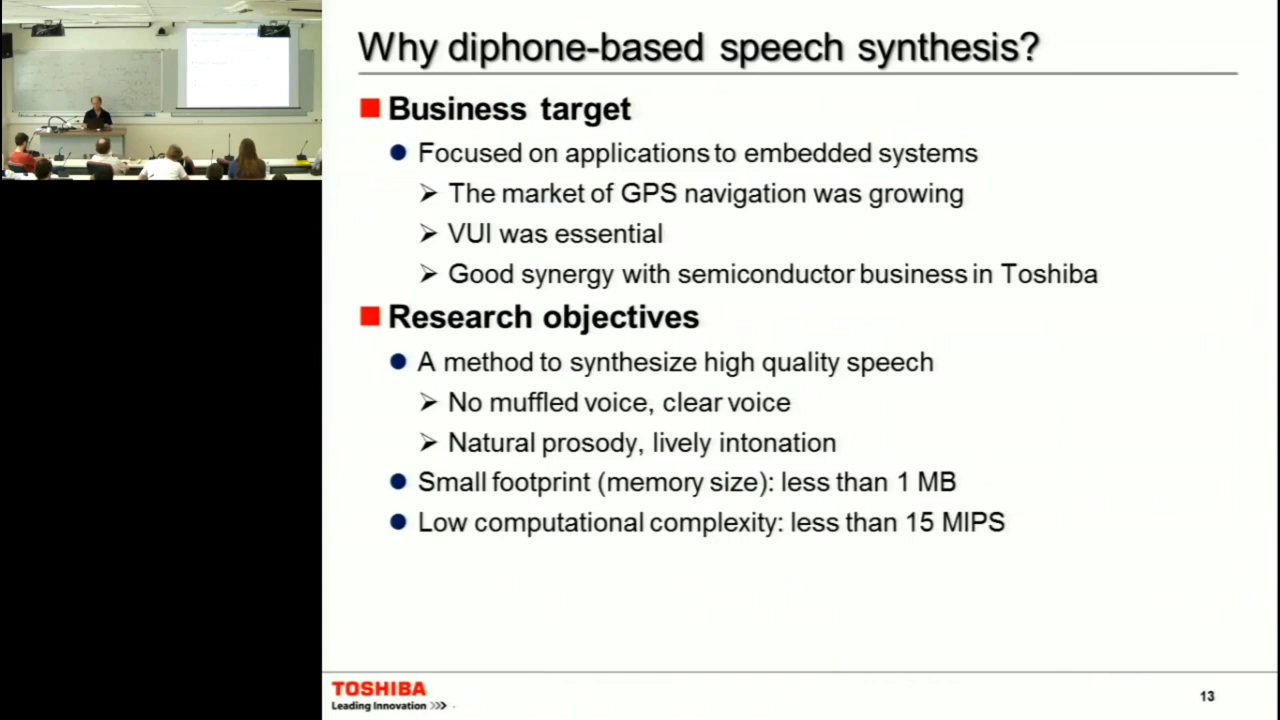 Why diphone-based speech synthesis?
Business target
Focused on applications to embedded systems
The market of GPS navigation was growing
VUI was essential
Good synergy with semiconductor business in Toshiba
Research objectives
A method to synthesize high quality speech
No muffled voice, clear voice
Natural prosody, lively intonation
Small footprint (memory size): less than 1 MB
Low computational complexity: less than 15 MIPS
TOSHIBA
Leading Innovation >>>
13